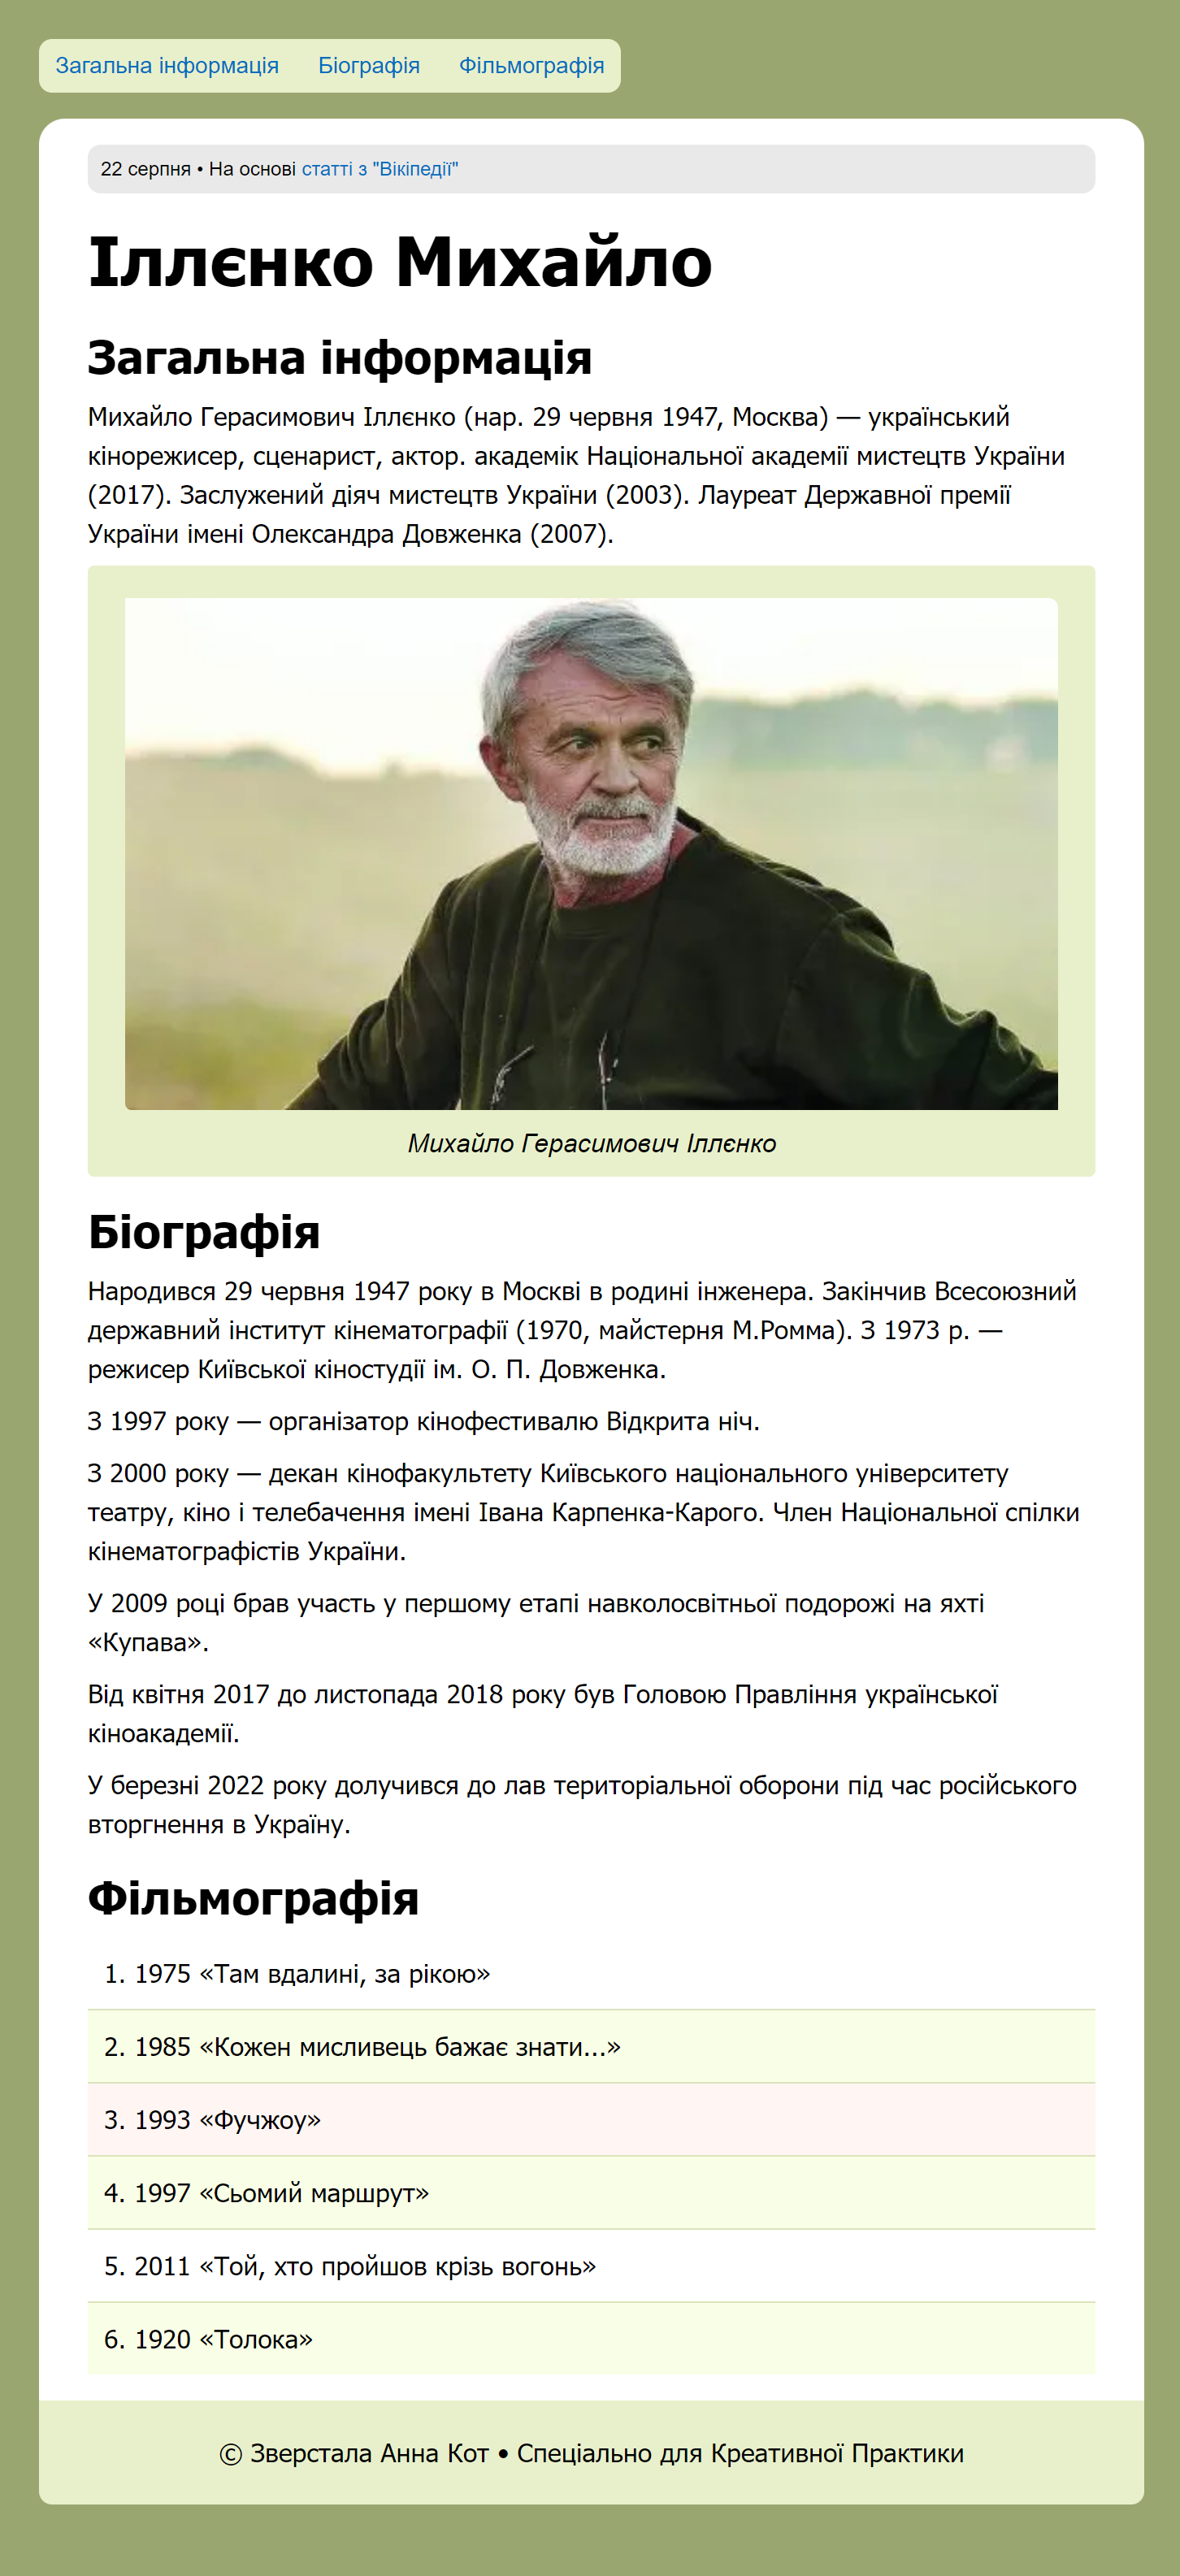 Загальна інформація Біографія Фільмографія
22 серпня • На основі статті з "Вікіпедії"
Іллєнко Михайло
Загальна інформація
Михайло Герасимович Іллєнко (нар. 29 червня 1947, Москва) — український
кінорежисер, сценарист, актор. академік Національної академії мистецтв України
(2017). Заслужений діяч мистецтв України (2003). Лауреат Державної премії
України імені Олександра Довженка (2007).
Михайло Герасимович Іллєнко
Біографія
Народився 29 червня 1947 року в Москві в родині інженера. Закінчив Всесоюзний
державний інститут кінематографії (1970, майстерня М.Ромма). З 1973 р. —
режисер Київської кіностудії ім. О. П. Довженка.
З 1997 року — організатор кінофестивалю Відкрита ніч.
З 2000 року — декан кінофакультету Київського національного університету
театру, кіно і телебачення імені Івана Карпенка-Карого. Член Національної спілки
кінематографістів України.
У 2009 році брав участь у першому етапі навколосвітньої подорожі на яхті
«Купава».
Від квітня 2017 до листопада 2018 року був Головою Правління української
кіноакадемії.
У березні 2022 року долучився до лав територіальної оборони під час російського
вторгнення в Україну.
Фільмографія
1. 1975 «Там вдалині, за рікою»
2. 1985 «Кожен мисливець бажає знати...»
3. 1993 «Фучжоу»
4. 1997 «Сьомий маршрут»
5. 2011 «Той, хто пройшов крізь вогонь»
6. 1920 «Толока»
© Зверстала Анна Кот • Спеціально для Креативної Практики